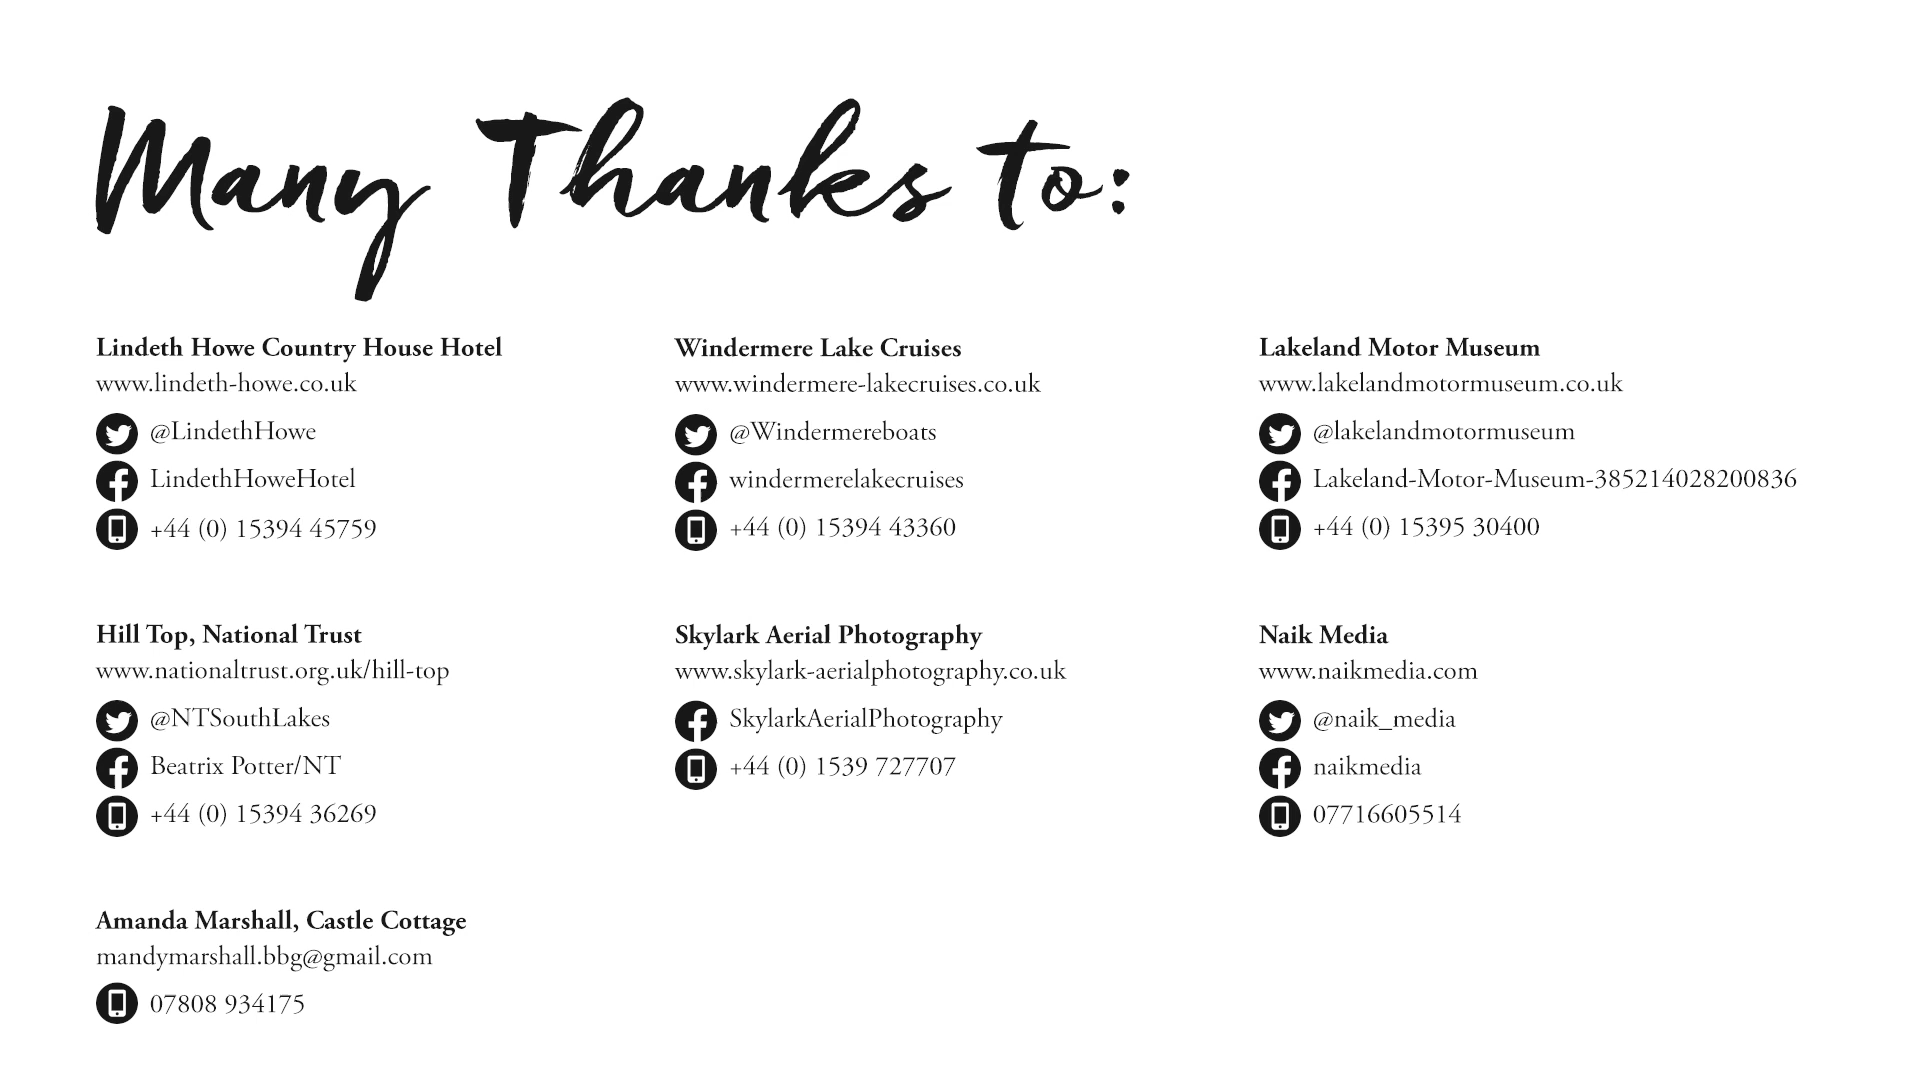 Many Thanks to:
Lindeth Howe Country House Hotel
www.lindeth-howe.co.uk
@LindethHowe
LindethHoweHotel
+44 (0) 15394 45759
Windermere Lake Cruises
www.windermere-lakecruises.co.uk
@Windermereboats
windermerelakecruises
+44 (0) 15394 43360
Lakeland Motor Museum
www.lakelandmotormuseum.co.uk
@lakelandmotormuseum
Lakeland-Motor-Museum-385214028200836
+44 (0) 15395 30400
Hill Top, National Trust
www.nationaltrust.org.uk/hill-top
@NTSouthLakes
Beatrix Potter/NT
+44 (0) 15394 36269
Skylark Aerial Photography
www.skylark-aerialphotography.co.uk
SkylarkAerialPhotography
+44 (0) 1539 727707
Naik Media
www.naikmedia.com
@naik_media
naikmedia
07716605514
Amanda Marshall, Castle Cottage
mandymarshall.bbg@gmail.com
07808 934175